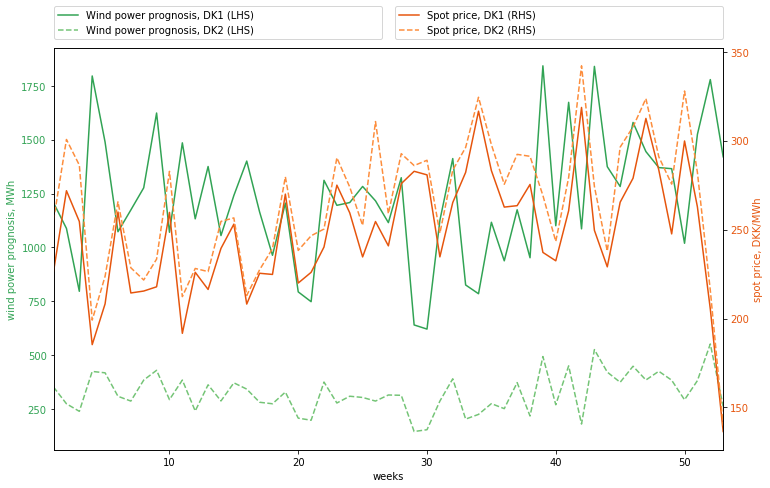 Wind power prognosis, DK1 (LHS)
Wind power prognosis, DK2 (LHS)
Spot price, DK1 (RHS)
Spot price, DK2 (RHS)
wind power prognosis, MWh
1750
1500
1250
1000
750
500
250
350
300
250
200
150
spot price, DKK/MWh
10
20
30
40
50
weeks